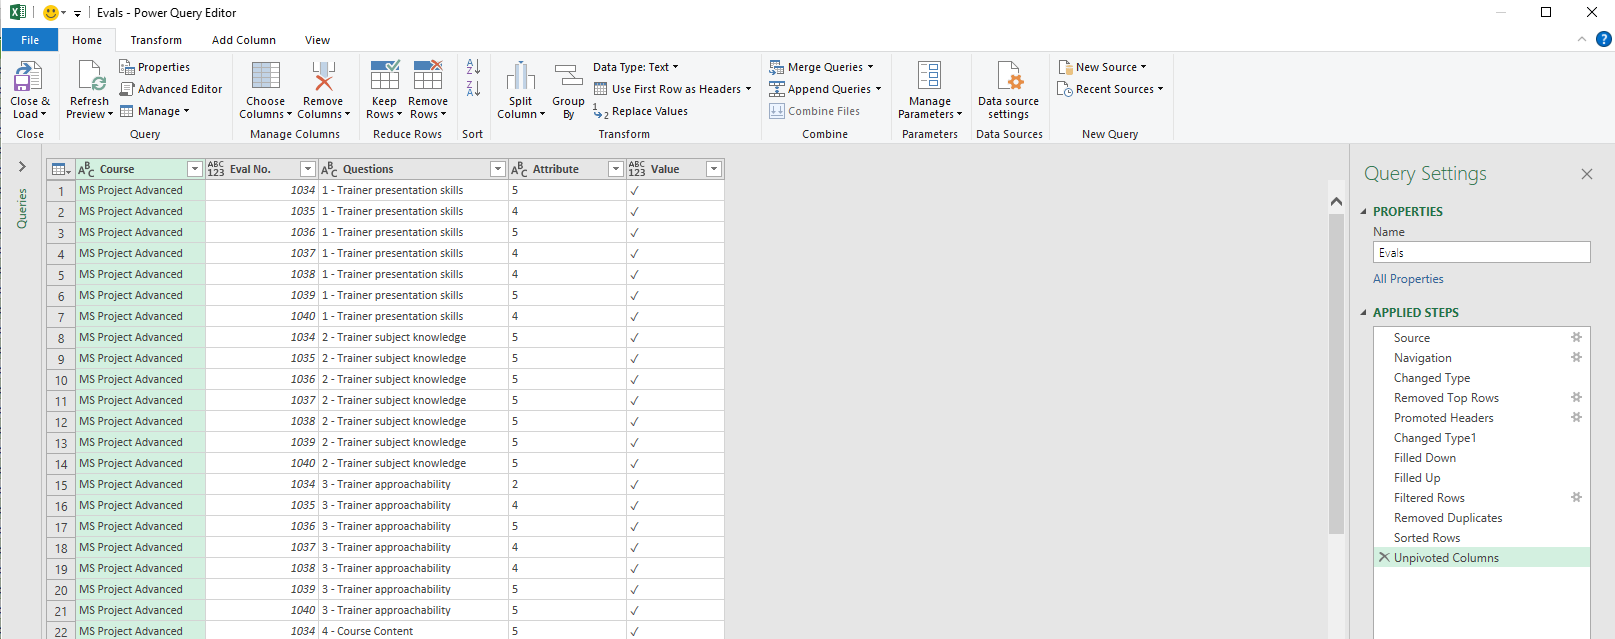 Evals - Power Query Editor
File Home Transform Add Column View
Close & Load
Close
Refresh Preview
Properties
Advanced Editor
Manage
Query
Choose Columns
Remove Columns
Manage Columns
Keep Rows
Remove Rows
Reduce Rows
Sort
Split Column
Group By
Data Type: Text
Use First Row as Headers
Replace Values
Transform
Merge Queries
Append Queries
Combine Files
Combine
Manage Parameters
Parameters
Data source settings
Data Sources
New Source
Recent Sources
New Query
Queries
Course Eval No. Questions Attribute Value
1 MS Project Advanced 1034 1 - Trainer presentation skills 5 ✓
2 MS Project Advanced 1035 1 - Trainer presentation skills 4 ✓
3 MS Project Advanced 1036 1 - Trainer presentation skills 5 ✓
4 MS Project Advanced 1037 1 - Trainer presentation skills 4 ✓
5 MS Project Advanced 1038 1 - Trainer presentation skills 4 ✓
6 MS Project Advanced 1039 1 - Trainer presentation skills 5 ✓
7 MS Project Advanced 1040 1 - Trainer presentation skills 4 ✓
8 MS Project Advanced 1034 2 - Trainer subject knowledge 5 ✓
9 MS Project Advanced 1035 2 - Trainer subject knowledge 5 ✓
10 MS Project Advanced 1036 2 - Trainer subject knowledge 5 ✓
11 MS Project Advanced 1037 2 - Trainer subject knowledge 5 ✓
12 MS Project Advanced 1038 2 - Trainer subject knowledge 5 ✓
13 MS Project Advanced 1039 2 - Trainer subject knowledge 5 ✓
14 MS Project Advanced 1040 2 - Trainer subject knowledge 5 ✓
15 MS Project Advanced 1034 3 - Trainer approachability 2 ✓
16 MS Project Advanced 1035 3 - Trainer approachability 4 ✓
17 MS Project Advanced 1036 3 - Trainer approachability 5 ✓
18 MS Project Advanced 1037 3 - Trainer approachability 4 ✓
19 MS Project Advanced 1038 3 - Trainer approachability 4 ✓
20 MS Project Advanced 1039 3 - Trainer approachability 5 ✓
21 MS Project Advanced 1040 3 - Trainer approachability 5 ✓
22 MS Project Advanced 1034 4 - Course Content 5 ✓
Query Settings
PROPERTIES
Name
Evals
All Properties
APPLIED STEPS
Source
Navigation
Changed Type
Removed Top Rows
Promoted Headers
Changed Type1
Filled Down
Filled Up
Filtered Rows
Removed Duplicates
Sorted Rows
Unpivoted Columns